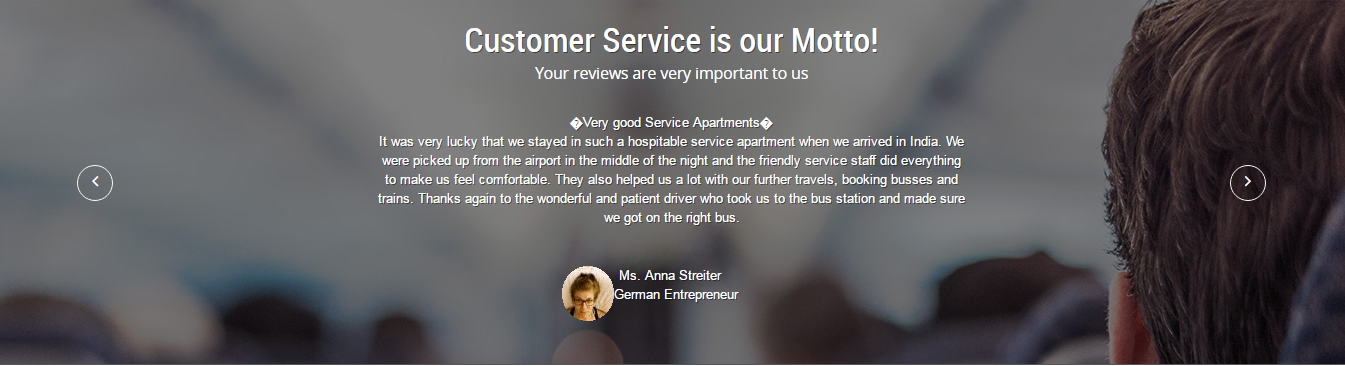 Customer Service is our Motto!
Your reviews are very important to us
�Very good Service Apartments�
It was very lucky that we stayed in such a hospitable service apartment when we arrived in India. We
were picked up from the airport in the middle of the night and the friendly service staff did everything
to make us feel comfortable. They also helped us a lot with our further travels, booking busses and
trains. Thanks again to the wonderful and patient driver who took us to the bus station and made sure
we got on the right bus.
Ms. Anna Streiter
German Entrepreneur